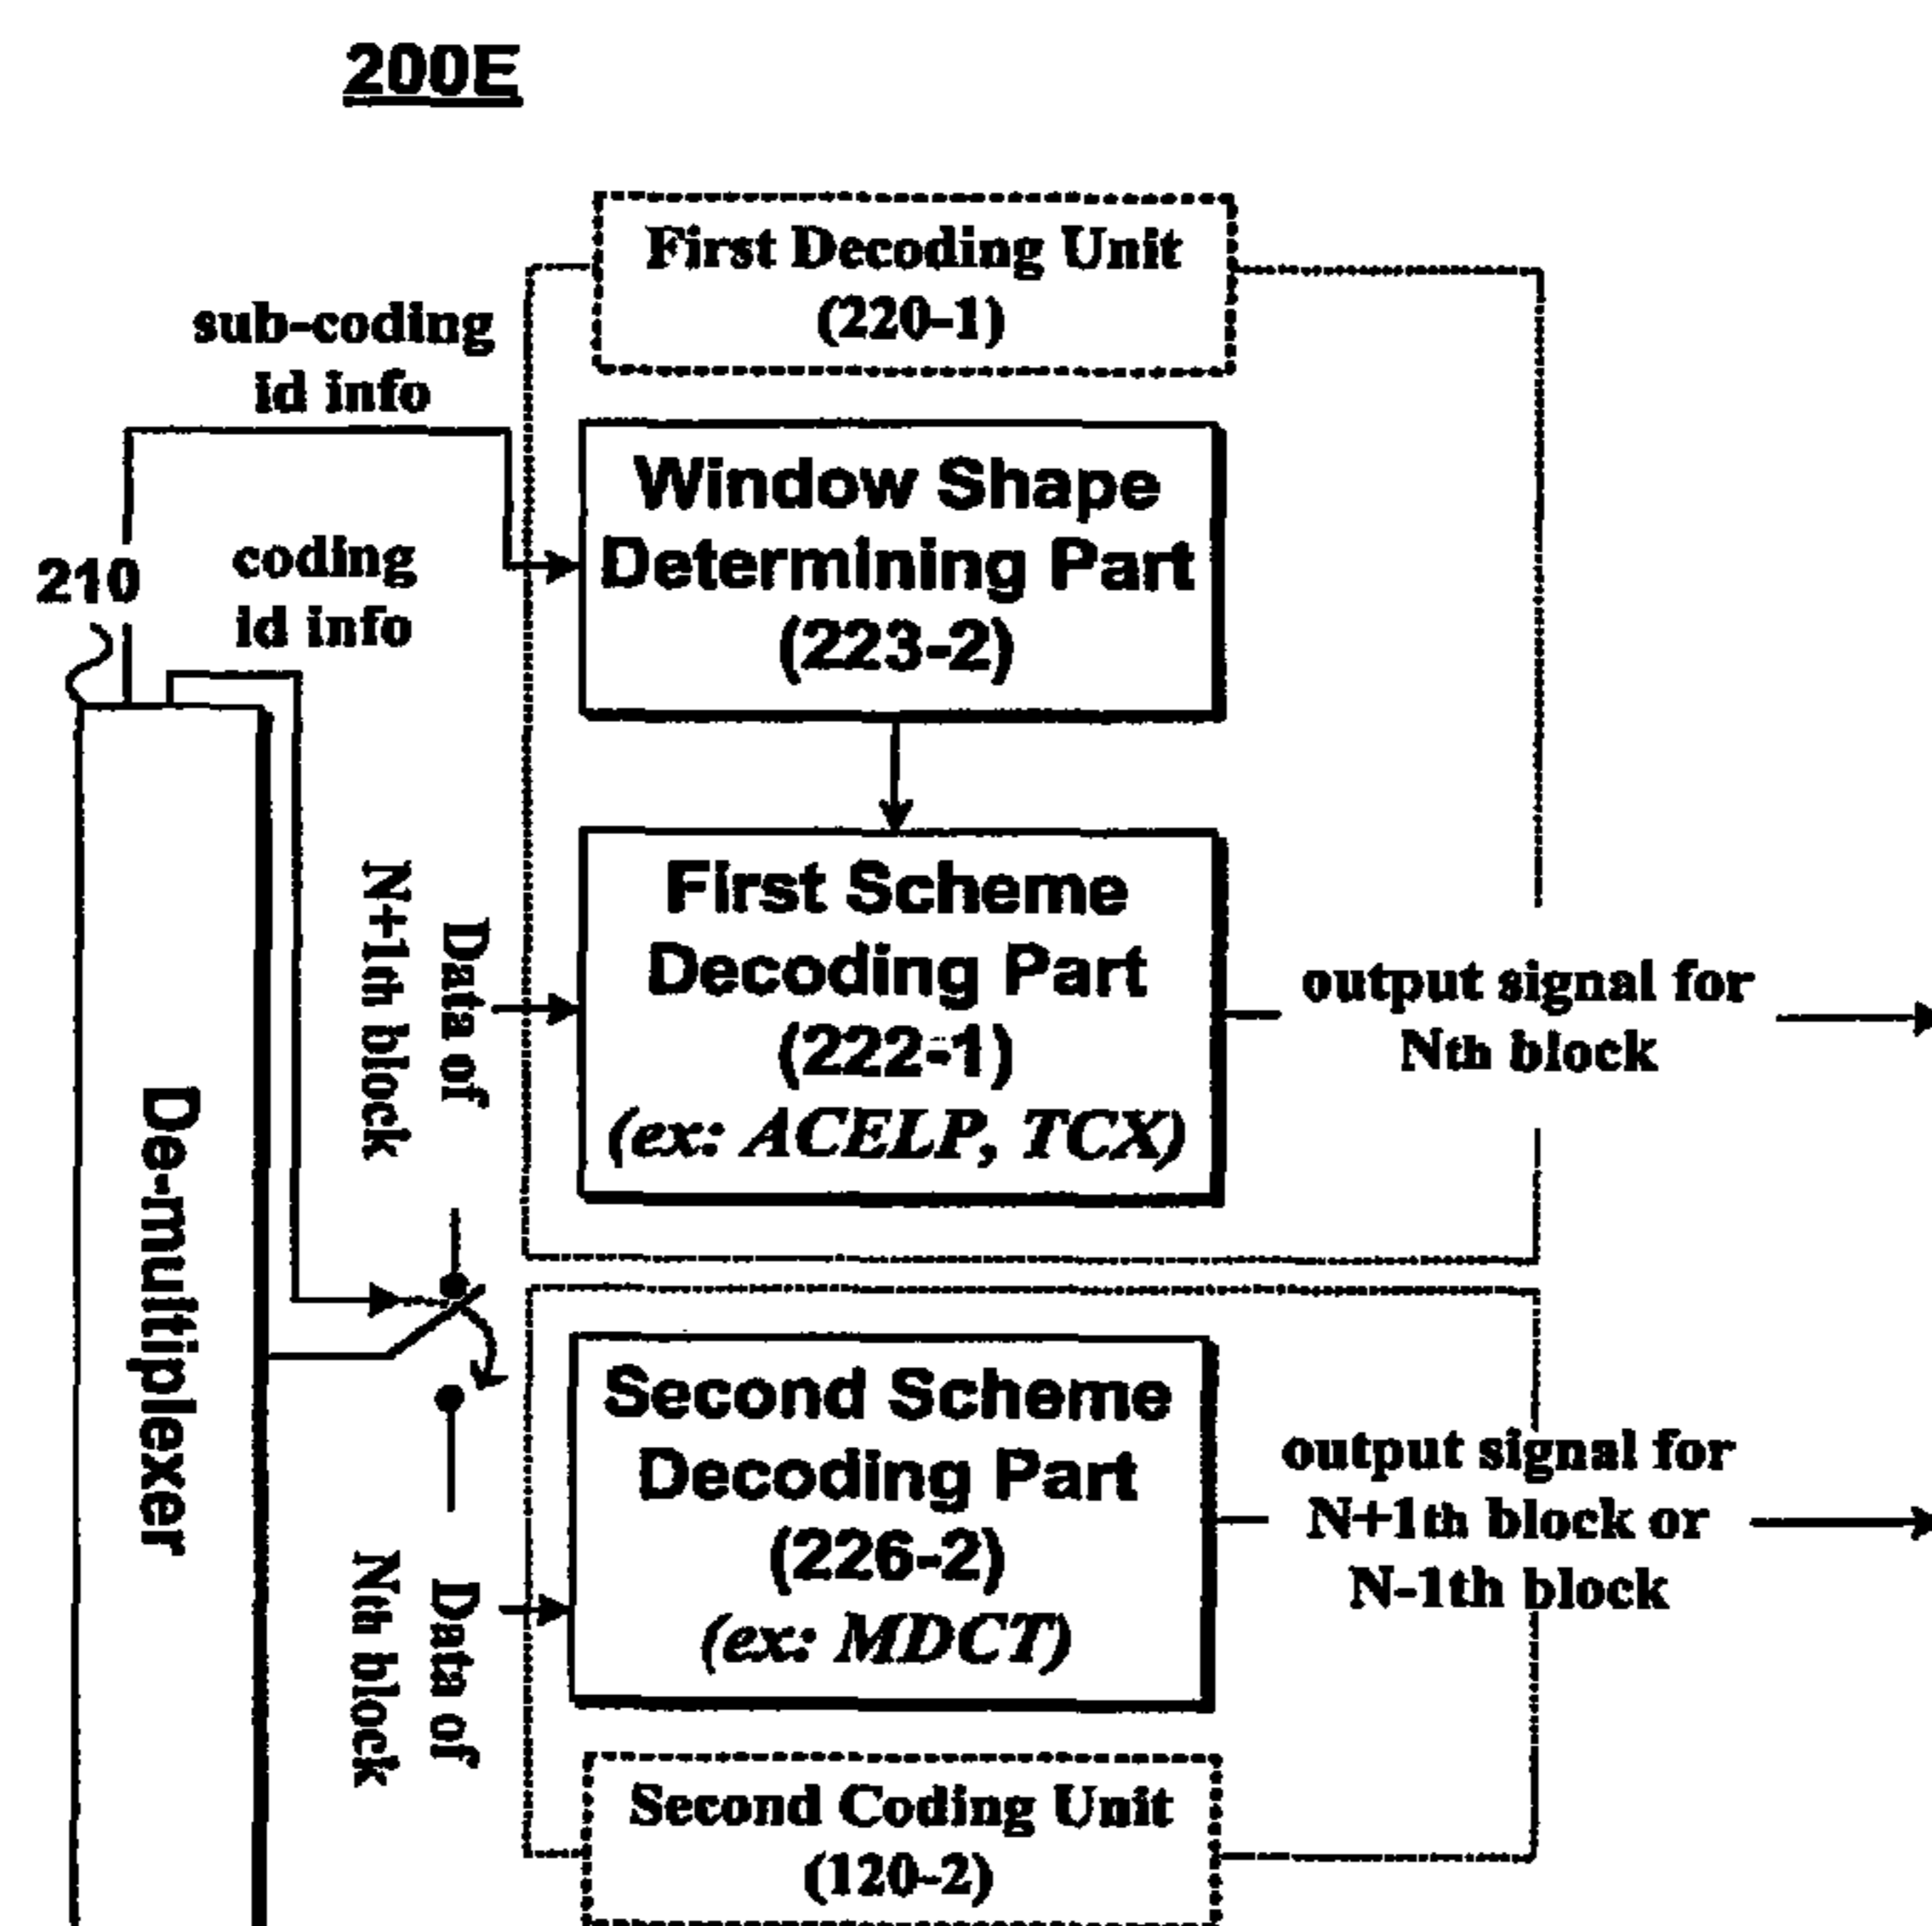 200E
First Decoding Unit
(220-1)
sub-coding
id info
Window Shape
Determining Part
(223-2)
210
coding
id info
First Scheme
Decoding Part
(222-1)
(ex: ACELP, TCX)
Data of
N+1th block
output signal for
Nth block
De-multiplexer
Second Scheme
Decoding Part
(226-2)
(ex: MDCT)
Data of
Nth block
output signal for
N+1th block or
N-1th block
Second Coding Unit
(120-2)